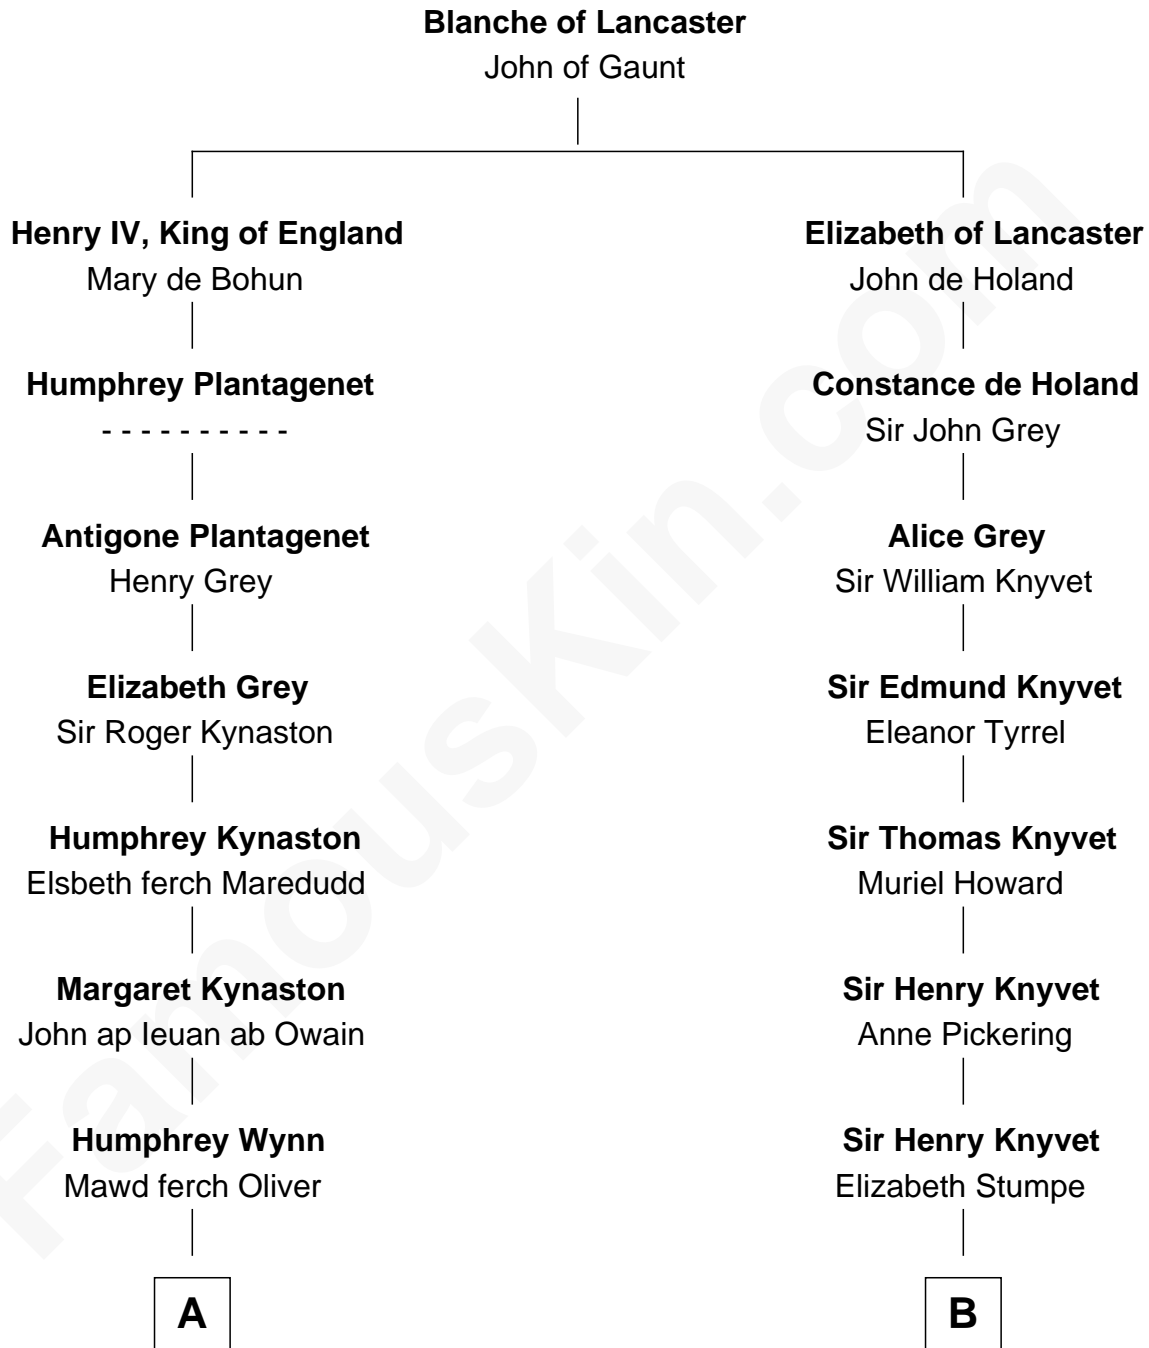 Blanche of Lancaster
John of Gaunt
Henry IV, King of England
Mary de Bohun
Elizabeth of Lancaster
John de Holand
Humphrey Plantagenet
- - - - - - - - - -
Constance de Holand
Sir John Grey
Antigone Plantagenet
Henry Grey
Alice Grey
Sir William Knyvet
Elizabeth Grey
Sir Roger Kynaston
Sir Edmund Knyvet
Eleanor Tyrrel
Humphrey Kynaston
Elsbeth ferch Maredudd
Sir Thomas Knyvet
Muriel Howard
Margaret Kynaston
John ap Ieuan ab Owain
Sir Henry Knyvet
Anne Pickering
Humphrey Wynn
Mawd ferch Oliver
Sir Henry Knyvet
Elizabeth Stumpe
A
B
FamousKin.com